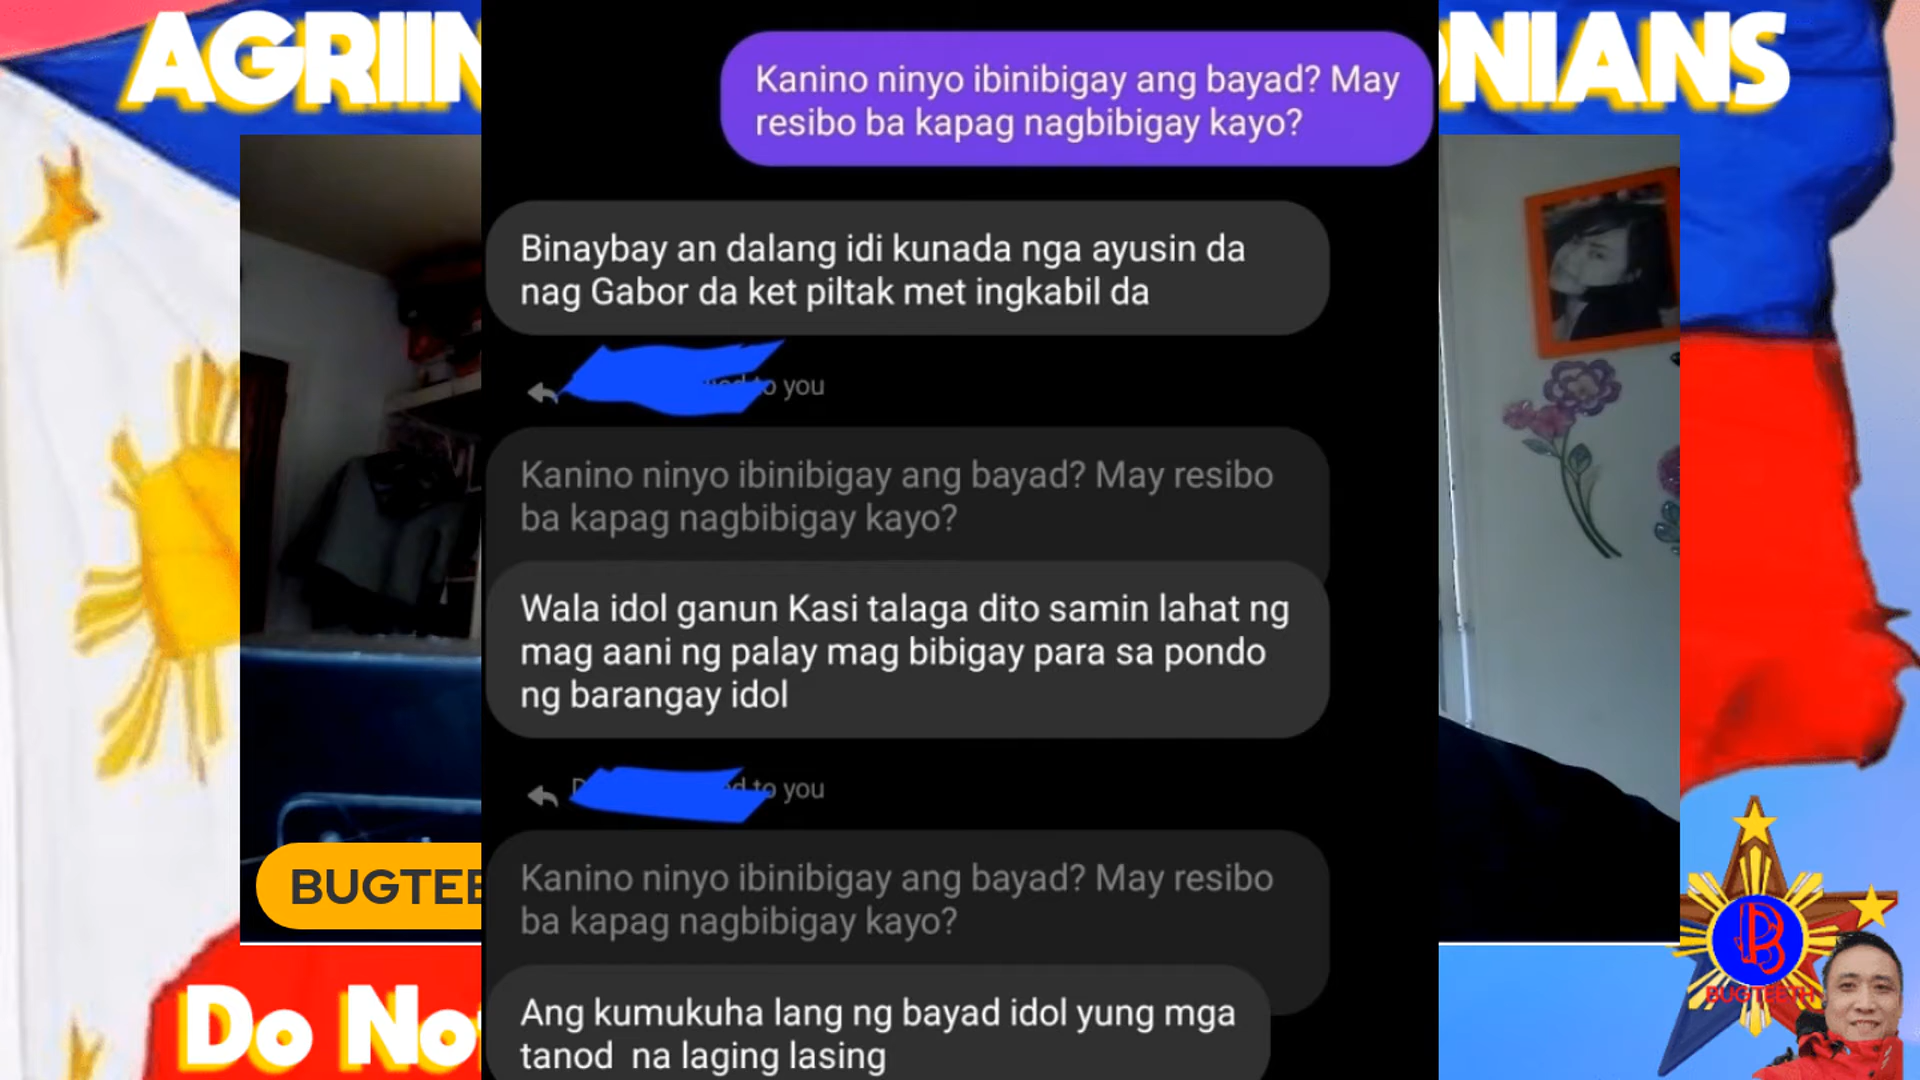 AGRIIN
NIANS
Kanino ninyo ibinibigay ang bayad? May
resibo ba kapag nagbibigay kayo?
Binaybay an dalang idi kunada nga ayusin da
nag Gabor da ket piltak met ingkabil da
to you
Kanino ninyo ibinibigay ang bayad? May resibo
ba kapag nagbibigay kayo?
Wala idol ganun Kasi talaga dito samin lahat ng
mag aani ng palay mag bibigay para sa pondo
ng barangay idol
to you
Kanino ninyo ibinibigay ang bayad? May resibo
ba kapag nagbibigay kayo?
Ang kumukuha lang ng bayad idol yung mga
tanod na laging lasing
BUGTEE
Do No
B
BUGTEETH